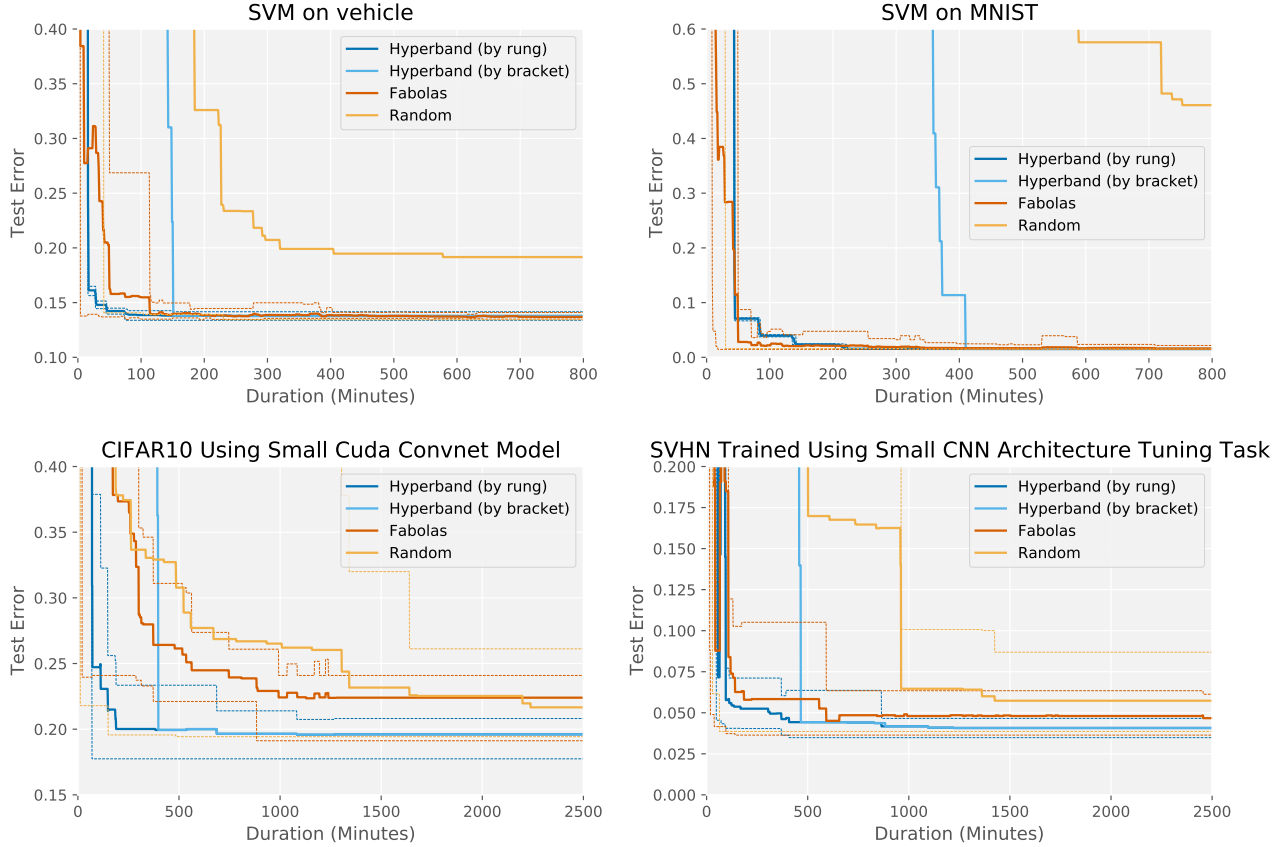 SVM on vehicle
0.40
0.35
0.30
0.25
0.20
0.15
0.10
Test Error
Hyperband (by rung)
Hyperband (by bracket)
Fabolas
Random
0 100 200 300 400 500 600 700 800
Duration (Minutes)
SVM on MNIST
0.6
0.5
0.4
0.3
0.2
0.1
0.0
Test Error
Hyperband (by rung)
Hyperband (by bracket)
Fabolas
Random
0 100 200 300 400 500 600 700 800
Duration (Minutes)
CIFAR10 Using Small Cuda Convnet Model
0.40
0.35
0.30
0.25
0.20
0.15
Test Error
Hyperband (by rung)
Hyperband (by bracket)
Fabolas
Random
0 500 1000 1500 2000 2500
Duration (Minutes)
SVHN Trained Using Small CNN Architecture Tuning Task
0.200
0.175
0.150
0.125
0.100
0.075
0.050
0.025
0.000
Test Error
Hyperband (by rung)
Hyperband (by bracket)
Fabolas
Random
0 500 1000 1500 2000 2500
Duration (Minutes)